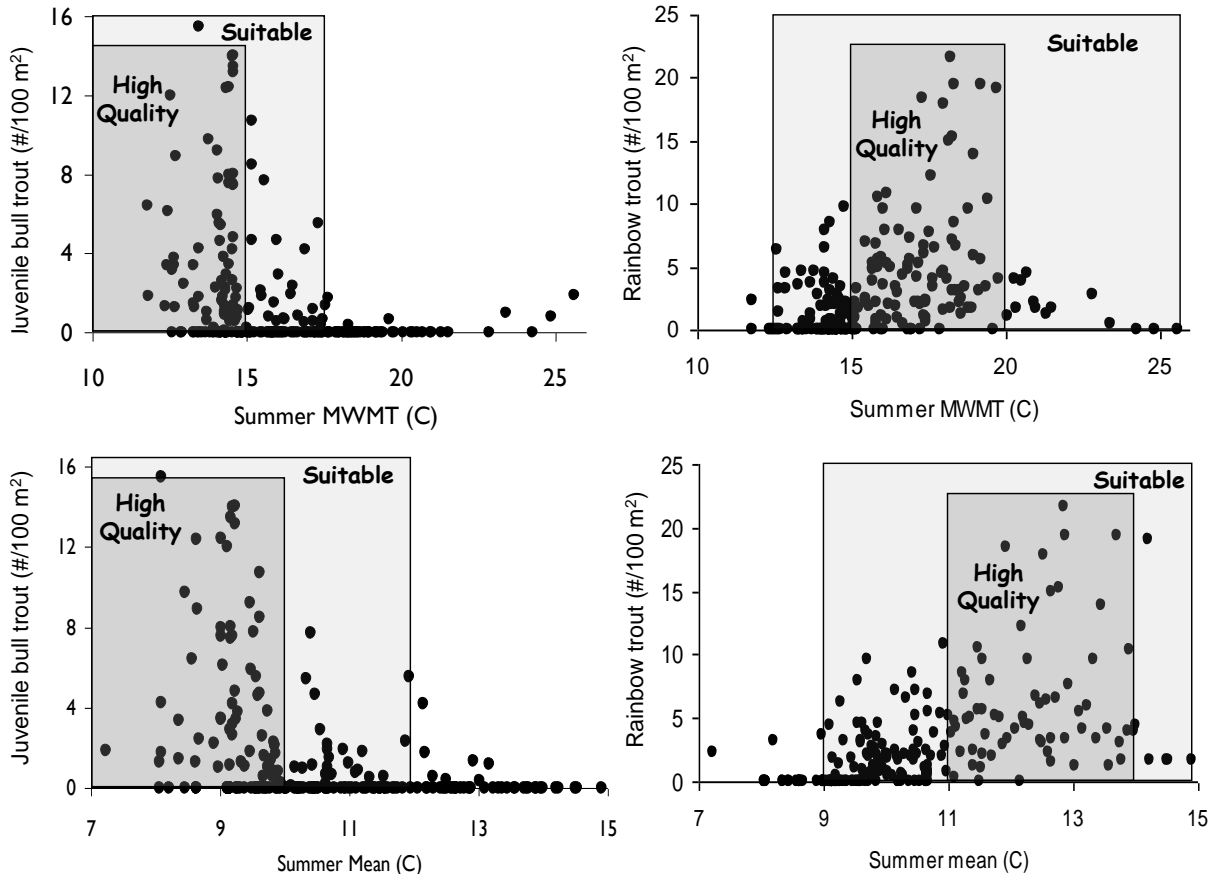 16
12
8
4
0
Juvenile bull trout (#/100 m²)
Suitable
High
Quality
10 15 20 25
Summer MWMT (C)
25
20
15
10
5
0
Rainbow trout (#/100 m²)
Suitable
High
Quality
10 15 20 25
Summer MWMT (C)
16
12
8
4
0
Juvenile bull trout (#/100 m²)
Suitable
High
Quality
7 9 11 13 15
Summer Mean (C)
25
20
15
10
5
0
Rainbow trout (#/100 m²)
Suitable
High
Quality
7 9 11 13 15
Summer mean (C)